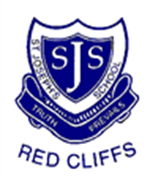 ST JOSEPH'S SCHOOL
SJS
TRUTH PREVAILS
RED CLIFFS